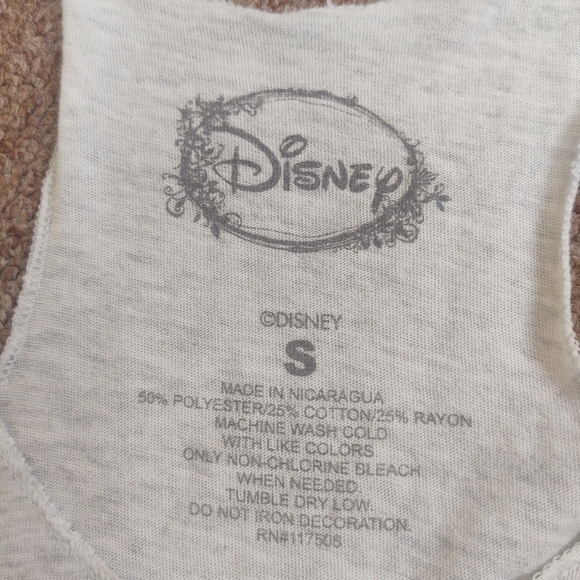 Disney
©DISNEY
S
MADE IN NICARAGUA
50% POLYESTER/25% COTTON/25% RAYON
MACHINE WASH COLD
WITH LIKE COLORS
ONLY NON-CHLORINE BLEACH
WHEN NEEDED.
TUMBLE DRY LOW.
DO NOT IRON DECORATION.
RN#117508